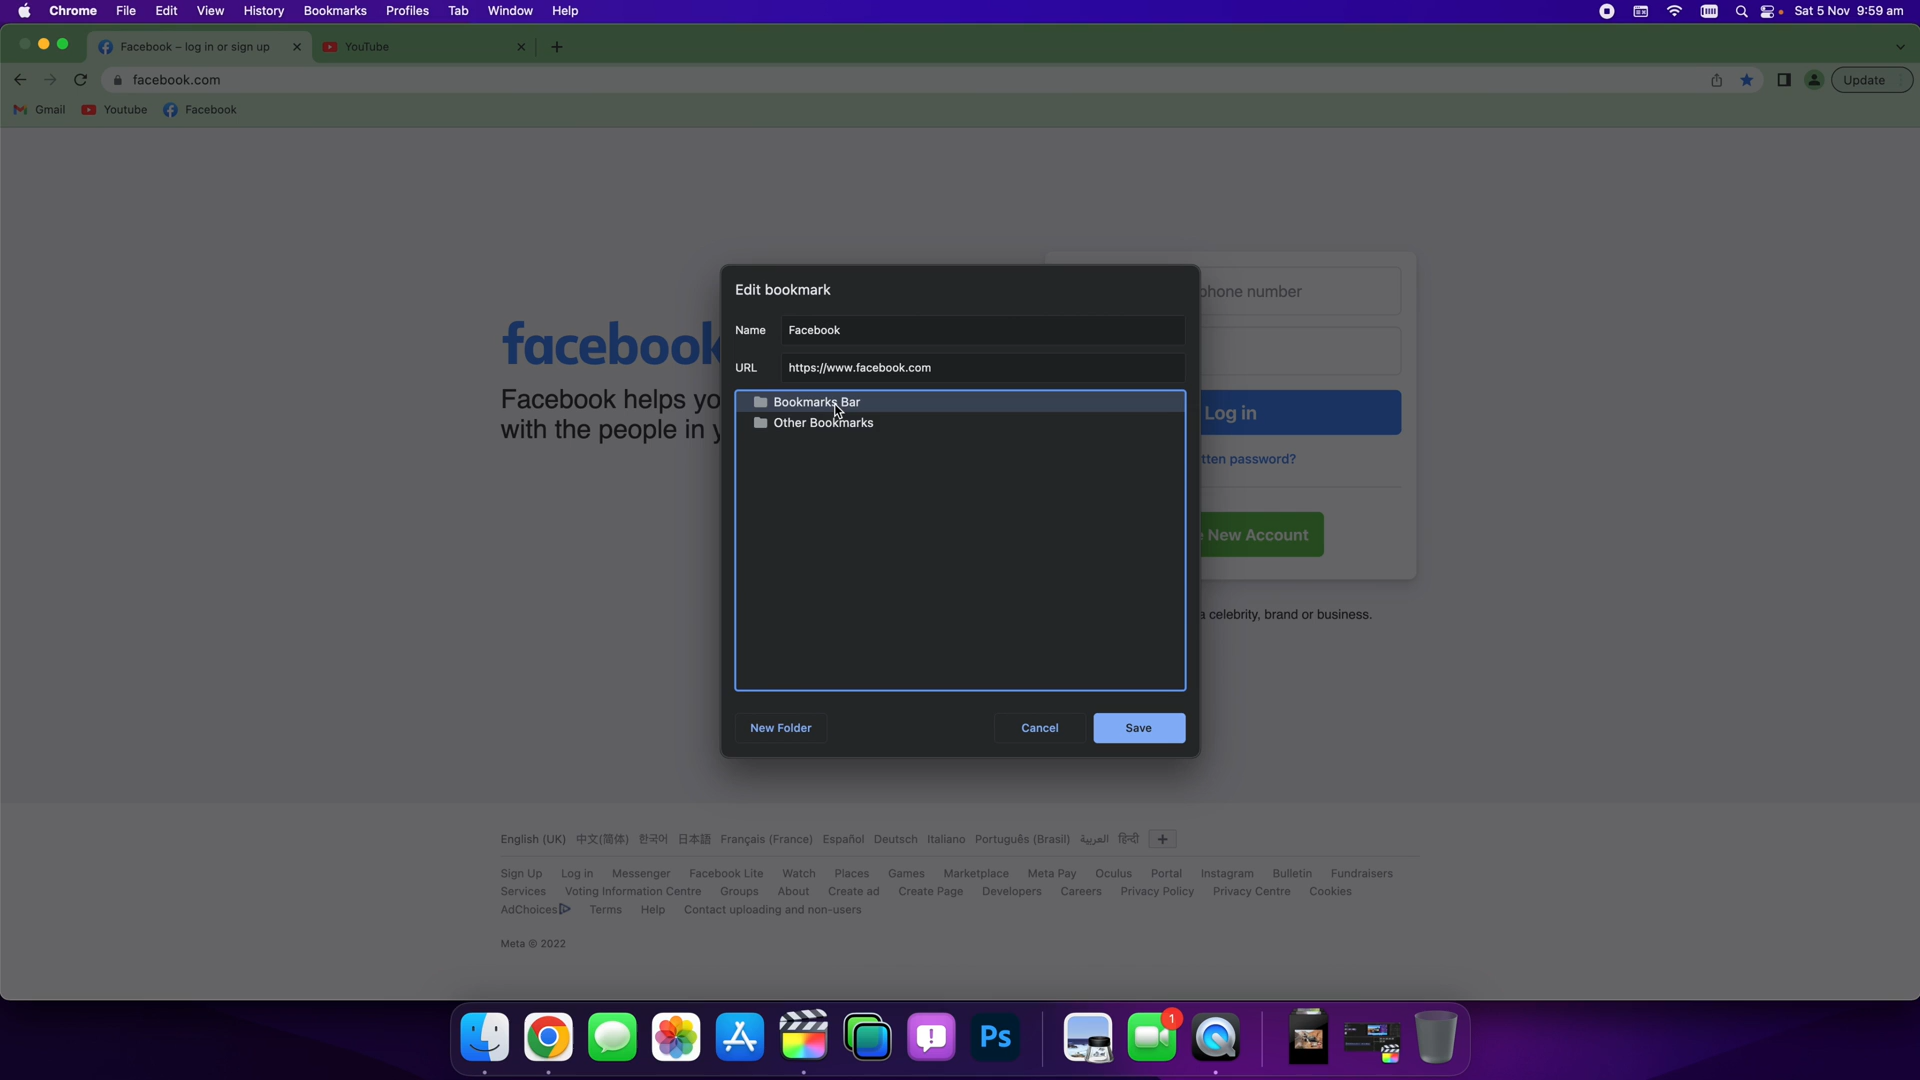 Chrome File Edit View History Bookmarks Profiles Tab Window Help Sat 5 Nov 9:59 am
Facebook – log in or sign up YouTube
facebook.com Update
Gmail Youtube Facebook
Edit bookmark
Name Facebook
URL https://www.facebook.com
Bookmarks Bar
Other Bookmarks
New Folder Cancel Save
facebook
Facebook helps yo
with the people in y
phone number
Log in
tten password?
New Account
a celebrity, brand or business.
English (UK) 中文(简体) 한국어 日本語 Français (France) Español Deutsch Italiano Português (Brasil) العربية हिन्दी +
Sign Up Log in Messenger Facebook Lite Watch Places Games Marketplace Meta Pay Oculus Portal Instagram Bulletin Fundraisers
Services Voting Information Centre Groups About Create ad Create Page Developers Careers Privacy Policy Privacy Centre Cookies
AdChoices Terms Help Contact uploading and non-users
Meta © 2022
Ps 1